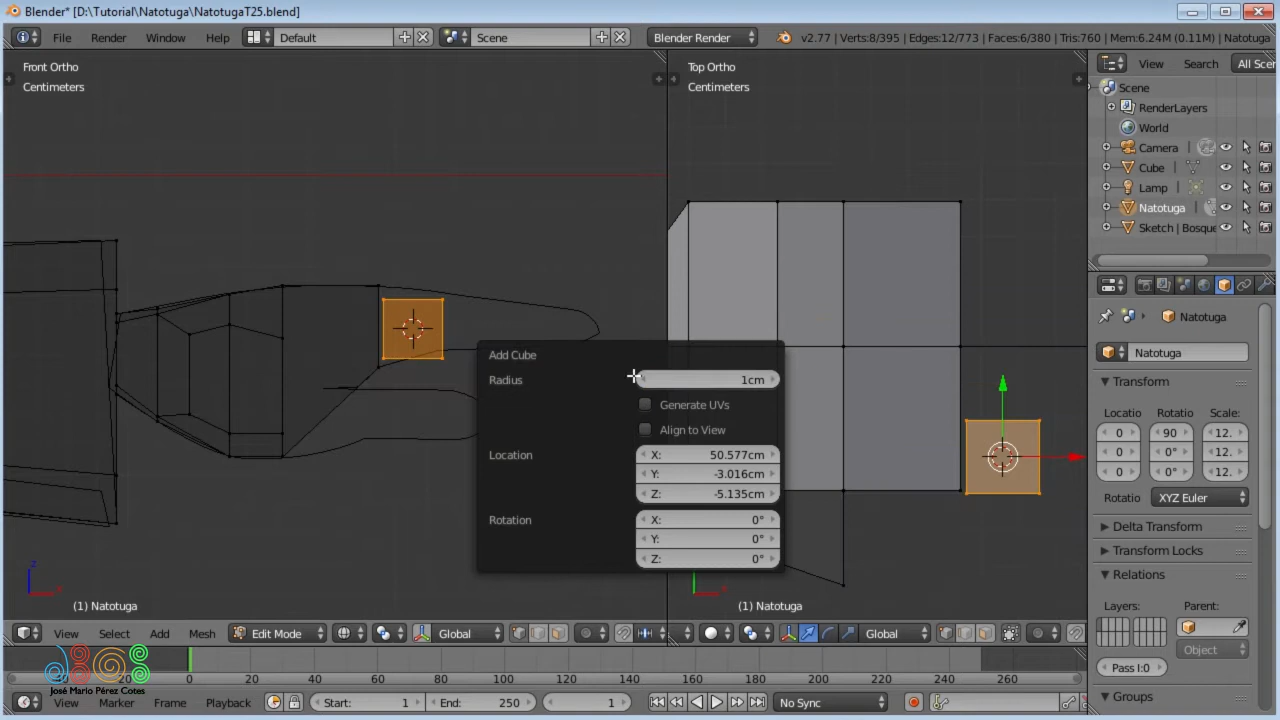 Blender* [D:\Tutorial\Natotuga\NatotugaT25.blend]
File Render Window Help Default Scene Blender Render v2.77 | Verts:8/395 | Edges:12/773 | Faces:6/380 | Tris:760 | Mem:6.24M (0.11M) | Natotuga
Front Ortho
Centimeters
Top Ortho
Centimeters
View Search All Scen
Scene
RenderLayers
World
Camera
Cube
Lamp
Natotuga
Sketch | Bosque
Natotuga
Natotuga
Transform
Locatio Rotatio Scale:
0 90 12.
0 0° 12.
0 0° 12.
Rotatio XYZ Euler
Delta Transform
Transform Locks
Relations
Layers: Parent:
Object
Pass I:0
Groups
Add Cube
Radius 1cm
Generate UVs
Align to View
Location X: 50.577cm
Y: -3.016cm
Z: -5.135cm
Rotation X: 0°
Y: 0°
Z: 0°
z
x
(1) Natotuga
(1) Natotuga
View Select Add Mesh Edit Mode Global
Global
20 0 20 40 60 80 100 120 140 160 180 200 220 240 260
José Mario Pérez Cotes
View Marker Frame Playback Start: 1 End: 250 1 No Sync